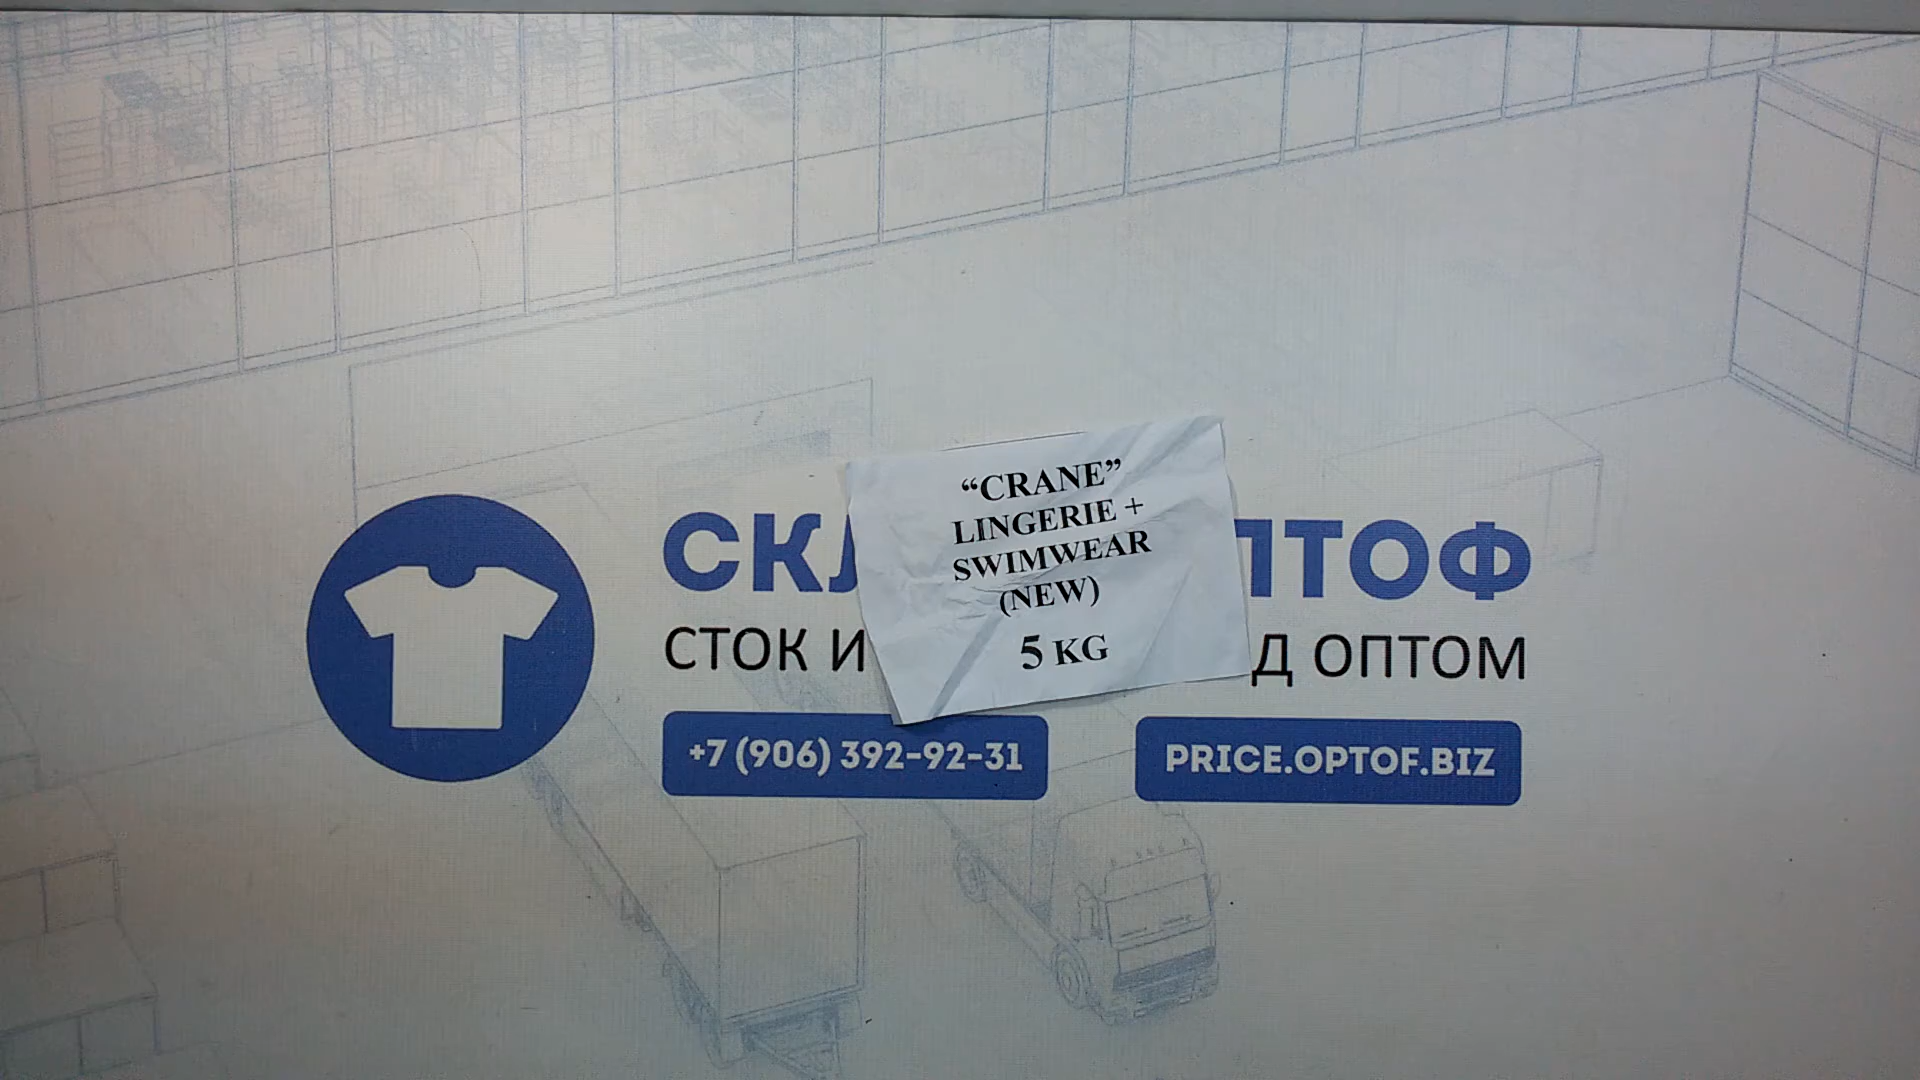 “CRANE”
LINGERIE +
SWIMWEAR
(NEW)
5 KG
СКЛ ПТОФ
СТОК И Д ОПТОМ
+7 (906) 392-92-31
PRICE.OPTOF.BIZ